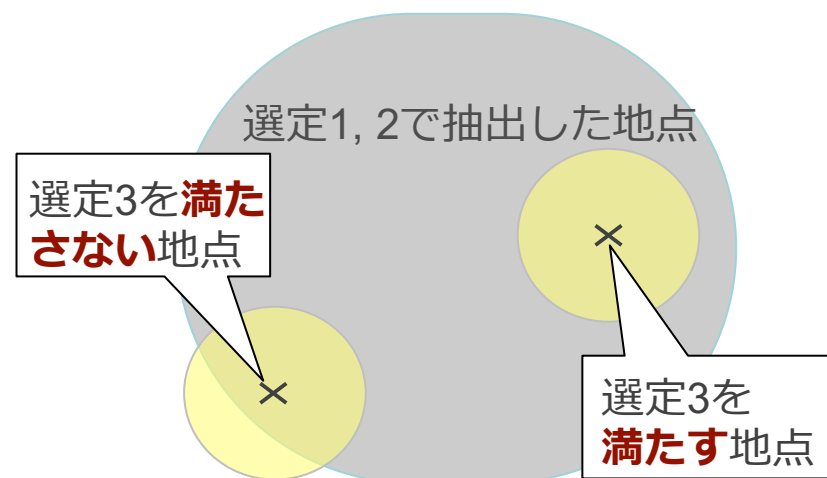 選定1, 2で抽出した地点
選定3を満た
さない地点
選定3を
満たす地点